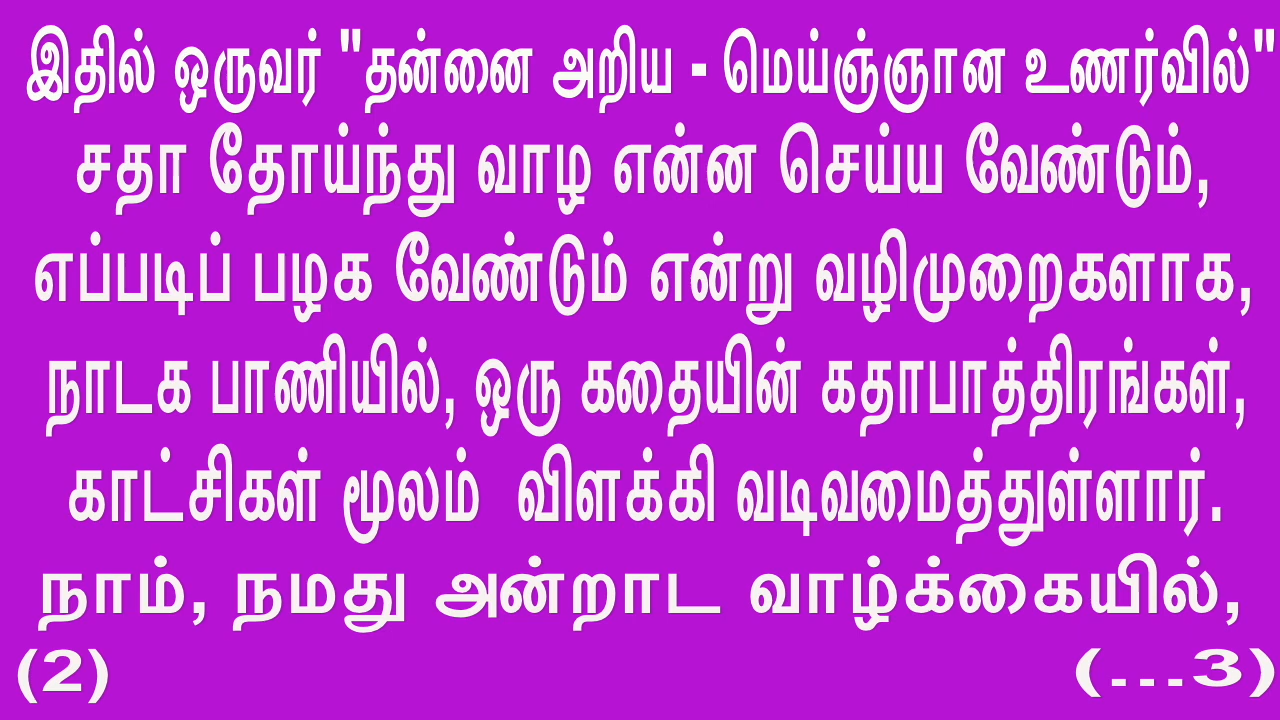 இதில் ஒருவர் "தன்னை அறிய - மெய்ஞ்ஞான உணர்வில்"
சதா தோய்ந்து வாழ என்ன செய்ய வேண்டும்,
எப்படிப் பழக வேண்டும் என்று வழிமுறைகளாக,
நாடக பாணியில், ஒரு கதையின் கதாபாத்திரங்கள்,
காட்சிகள் மூலம் விளக்கி வடிவமைத்துள்ளார்.
நாம், நமது அன்றாட வாழ்க்கையில்,
(2) (...3)